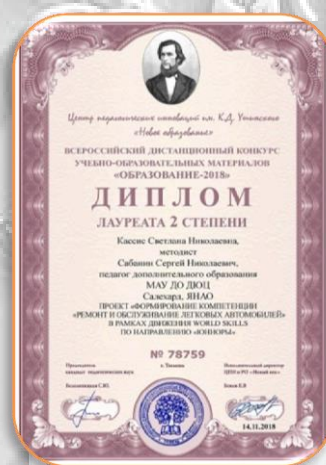 Центр педагогических инноваций им. К.Д. Ушинского
«Новое образование»
ВСЕРОССИЙСКИЙ ДИСТАНЦИОННЫЙ КОНКУРС
УЧЕБНО-ОБРАЗОВАТЕЛЬНЫХ МАТЕРИАЛОВ
«ОБРАЗОВАНИЕ-2018»
ДИПЛОМ
ЛАУРЕАТА 2 СТЕПЕНИ
Кассис Светлана Николаевна,
методист
Сабанин Сергей Николаевич,
педагог дополнительного образования
МАУ ДО ДЮЦ
Салехард, ЯНАО
ПРОЕКТ «ФОРМИРОВАНИЕ КОМПЕТЕНЦИИ
«РЕМОНТ И ОБСЛУЖИВАНИЕ ЛЕГКОВЫХ АВТОМОБИЛЕЙ»
В РАМКАХ ДВИЖЕНИЯ WORLD SKILLS
ПО НАПРАВЛЕНИЮ «ЮНИОРЫ»
№ 78759
Председатель
г. Тюмень
14.11.2018